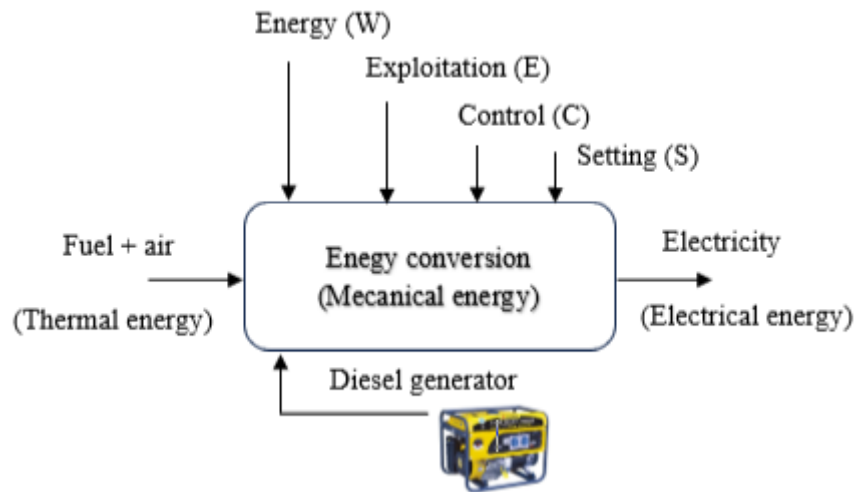 Energy (W)
Exploitation (E)
Control (C)
Setting (S)
Fuel + air
(Thermal energy)
Enegy conversion
(Mecanical energy)
Electricity
(Electrical energy)
Diesel generator